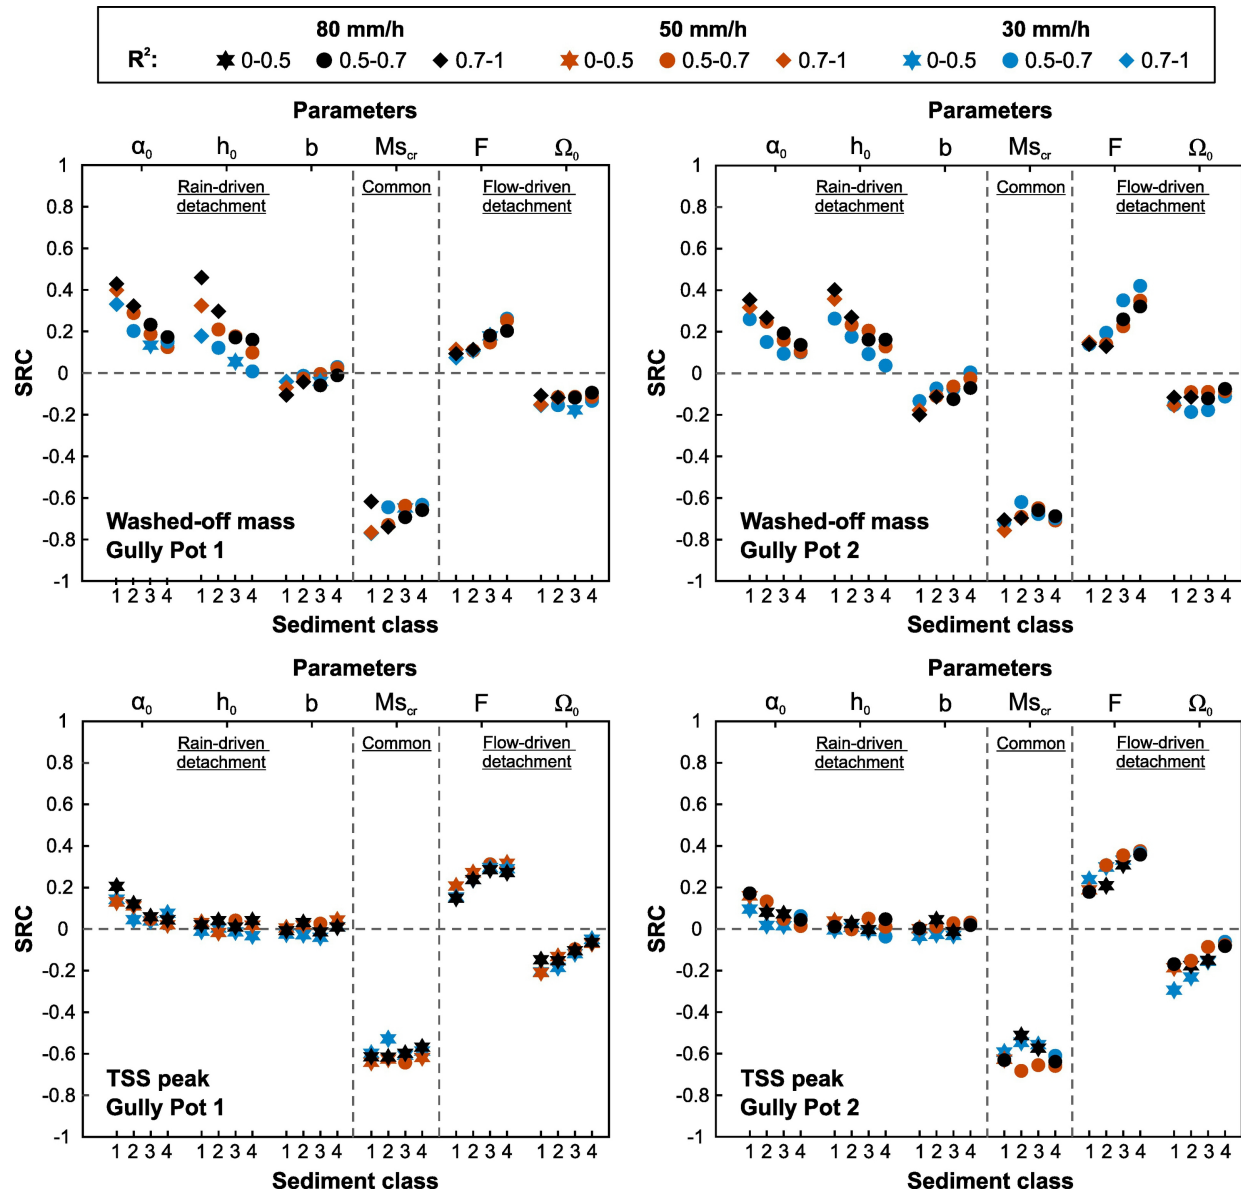 80 mm/h 50 mm/h 30 mm/h
R²: 0-0.5 0.5-0.7 0.7-1 0-0.5 0.5-0.7 0.7-1 0-0.5 0.5-0.7 0.7-1
Parameters
α₀ h₀ b Ms_cr F Ω₀
Rain-driven detachment
Common
Flow-driven detachment
1
0.8
0.6
0.4
0.2
0
-0.2
-0.4
-0.6
-0.8
-1
SRC
Washed-off mass
Gully Pot 1
1 2 3 4 1 2 3 4 1 2 3 4 1 2 3 4 1 2 3 4 1 2 3 4
Sediment class
Parameters
α₀ h₀ b Ms_cr F Ω₀
Rain-driven detachment
Common
Flow-driven detachment
1
0.8
0.6
0.4
0.2
0
-0.2
-0.4
-0.6
-0.8
-1
SRC
Washed-off mass
Gully Pot 2
1 2 3 4 1 2 3 4 1 2 3 4 1 2 3 4 1 2 3 4 1 2 3 4
Sediment class
Parameters
α₀ h₀ b Ms_cr F Ω₀
Rain-driven detachment
Common
Flow-driven detachment
1
0.8
0.6
0.4
0.2
0
-0.2
-0.4
-0.6
-0.8
-1
SRC
TSS peak
Gully Pot 1
1 2 3 4 1 2 3 4 1 2 3 4 1 2 3 4 1 2 3 4 1 2 3 4
Sediment class
Parameters
α₀ h₀ b Ms_cr F Ω₀
Rain-driven detachment
Common
Flow-driven detachment
1
0.8
0.6
0.4
0.2
0
-0.2
-0.4
-0.6
-0.8
-1
SRC
TSS peak
Gully Pot 2
1 2 3 4 1 2 3 4 1 2 3 4 1 2 3 4 1 2 3 4 1 2 3 4
Sediment class